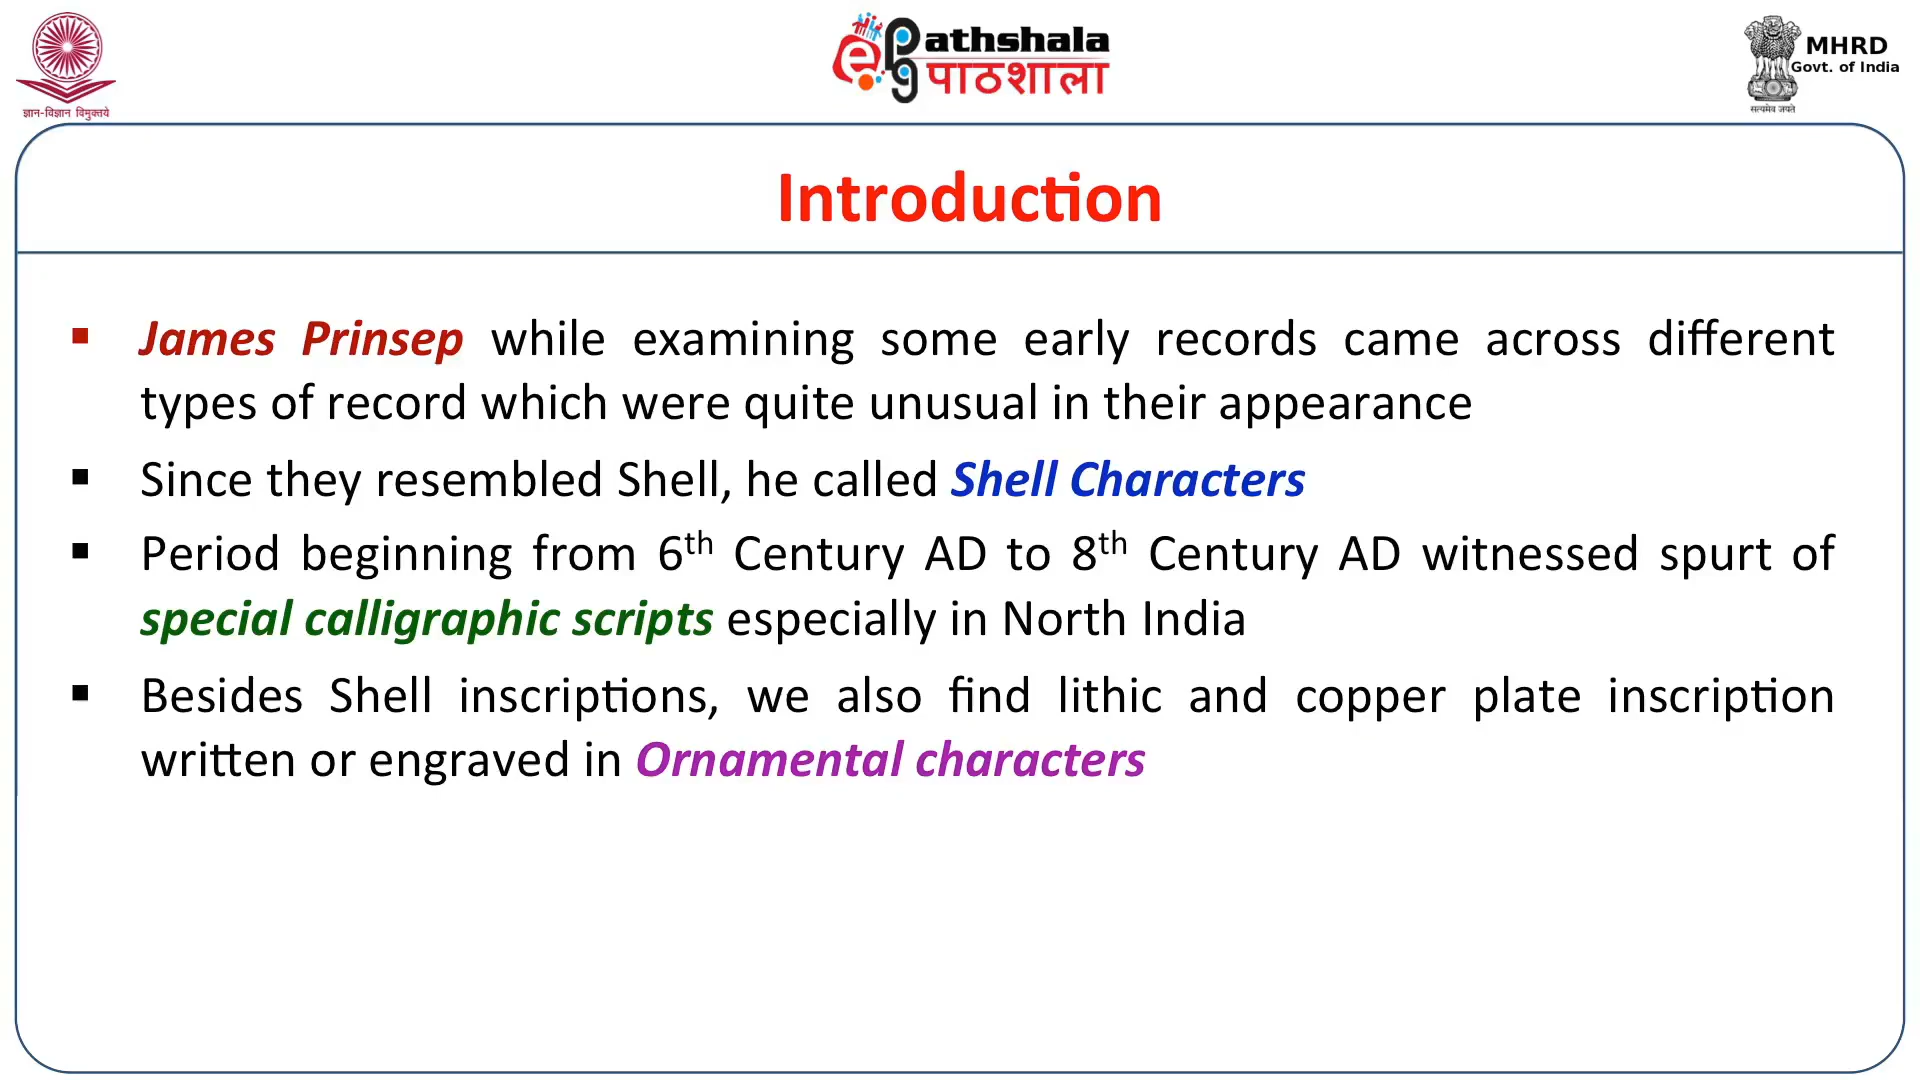 ज्ञान-विज्ञान विमुक्तये
ePathshala
pg पाठशाला
MHRD
Govt. of India
सत्यमेव जयते
Introduction
▪ James Prinsep while examining some early records came across different
types of record which were quite unusual in their appearance
▪ Since they resembled Shell, he called Shell Characters
▪ Period beginning from 6th Century AD to 8th Century AD witnessed spurt of
special calligraphic scripts especially in North India
▪ Besides Shell inscriptions, we also find lithic and copper plate inscription
written or engraved in Ornamental characters